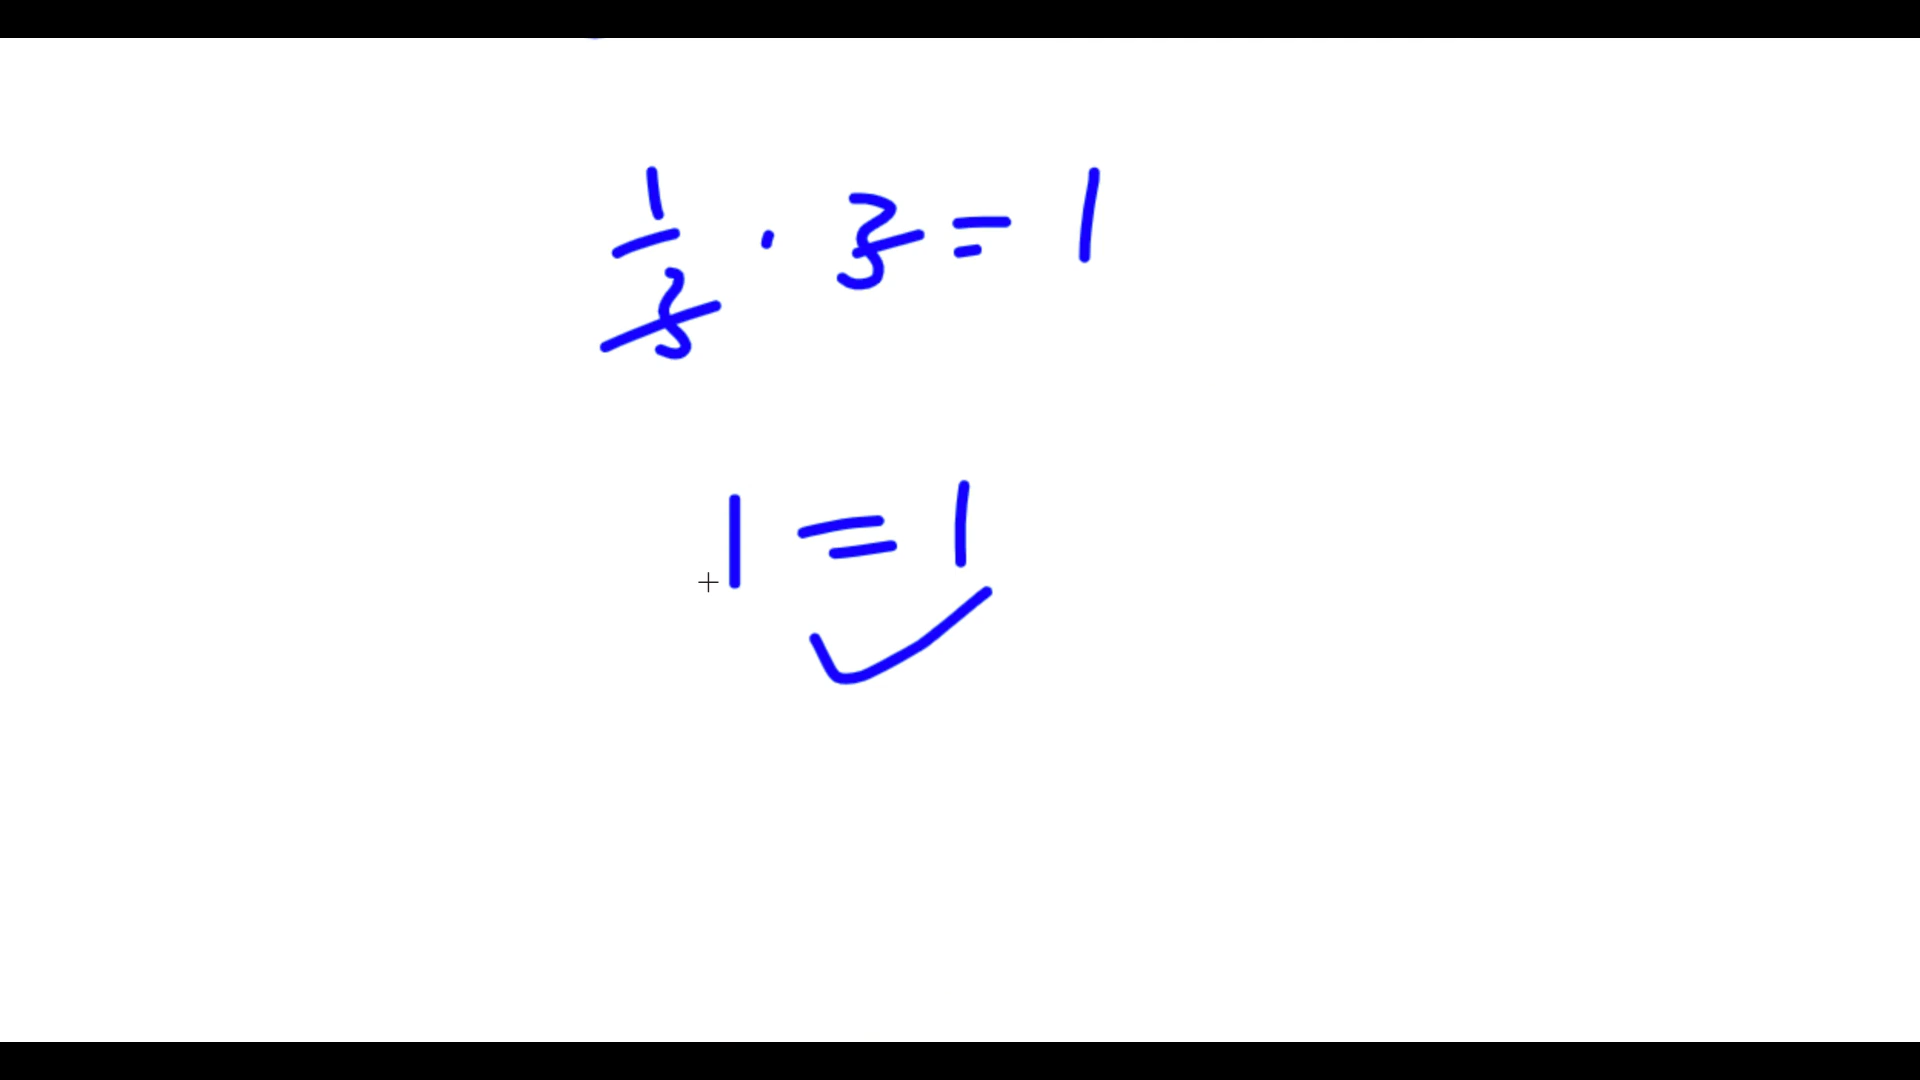 1/3 · 3 = 1
1 = 1